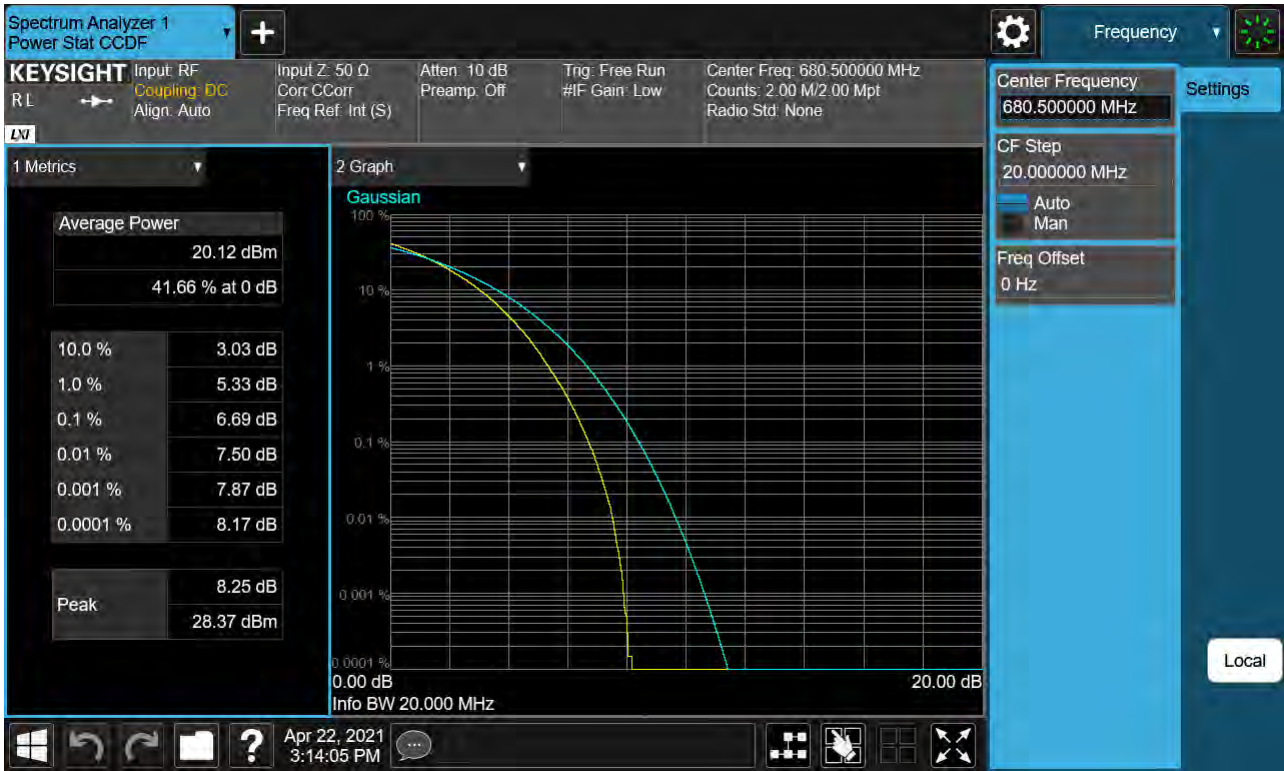 Spectrum Analyzer 1
Power Stat CCDF
+
Frequency
KEYSIGHT
RL
LXI
Input: RF
Coupling: DC
Align: Auto
Input Z: 50 Ω
Corr CCorr
Freq Ref: Int (S)
Atten: 10 dB
Preamp: Off
Trig: Free Run
#IF Gain: Low
Center Freq: 680.500000 MHz
Counts: 2.00 M/2.00 Mpt
Radio Std: None
1 Metrics
Average Power
20.12 dBm
41.66 % at 0 dB
10.0 % 3.03 dB
1.0 % 5.33 dB
0.1 % 6.69 dB
0.01 % 7.50 dB
0.001 % 7.87 dB
0.0001 % 8.17 dB
Peak 8.25 dB
28.37 dBm
2 Graph
Gaussian
100 %
10 %
1 %
0.1 %
0.01 %
0.001 %
0.0001 %
0.00 dB 20.00 dB
Info BW 20.000 MHz
Center Frequency
680.500000 MHz
CF Step
20.000000 MHz
Auto
Man
Freq Offset
0 Hz
Settings
Local
?
Apr 22, 2021
3:14:05 PM